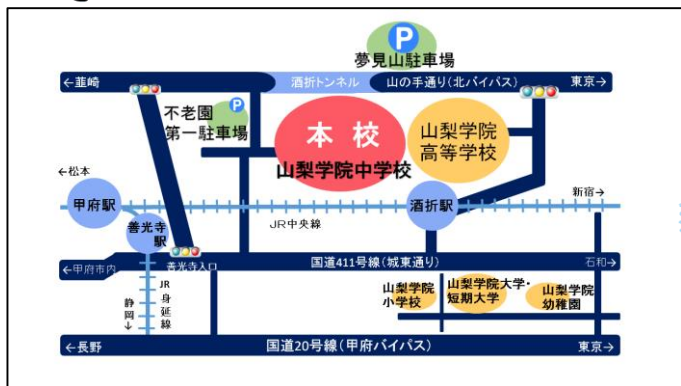 P
夢見山駐車場
←韮崎
酒折トンネル
山の手通り(北バイパス)
東京→
P
不老園
第一駐車場
本校
山梨学院中学校
山梨学院
高等学校
←松本
甲府駅
善光寺
駅
酒折駅
新宿→
JR中央線
←甲府市内
善光寺入口
国道411号線(城東通り)
石和→
JR身延線
静岡→
山梨学院
小学校
山梨学院大学・
短期大学
山梨学院
幼稚園
←長野
国道20号線(甲府バイパス)
東京→